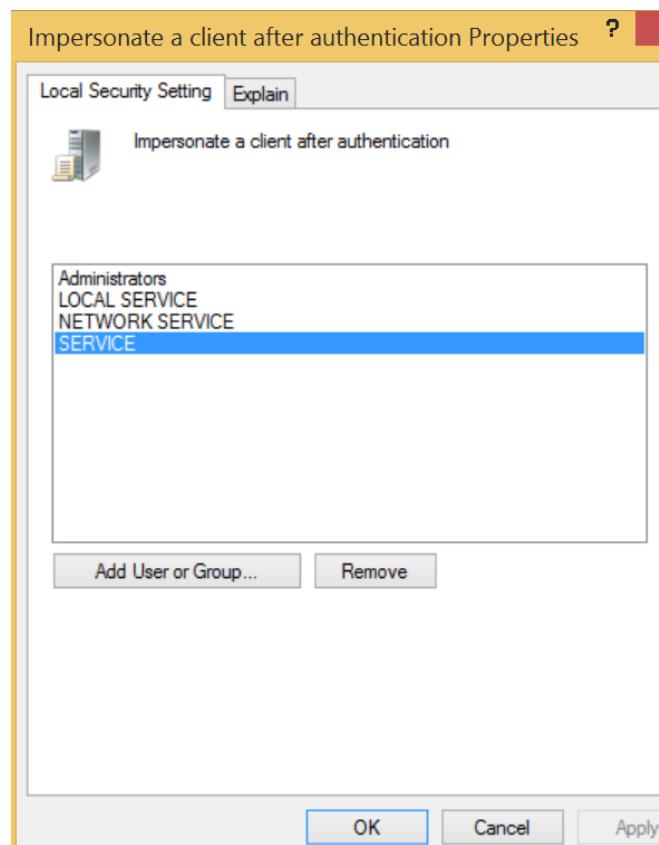 Impersonate a client after authentication Properties ?
Local Security Setting Explain
Impersonate a client after authentication
Administrators
LOCAL SERVICE
NETWORK SERVICE
SERVICE
Add User or Group... Remove
OK Cancel Apply